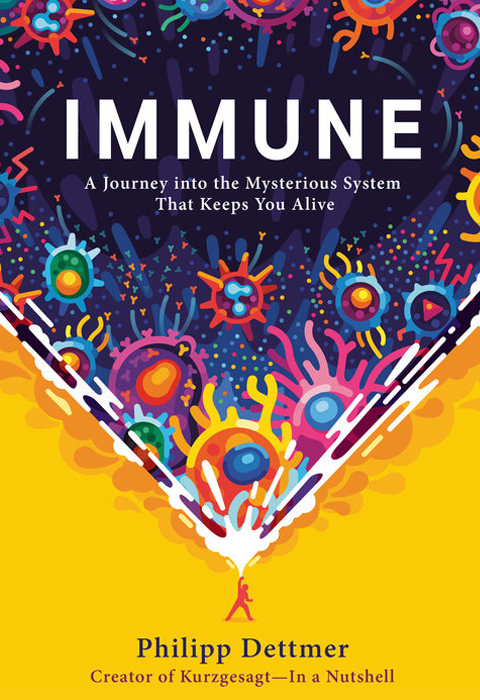 IMMUNE
A Journey into the Mysterious System
That Keeps You Alive
Philipp Dettmer
Creator of Kurzgesagt—In a Nutshell